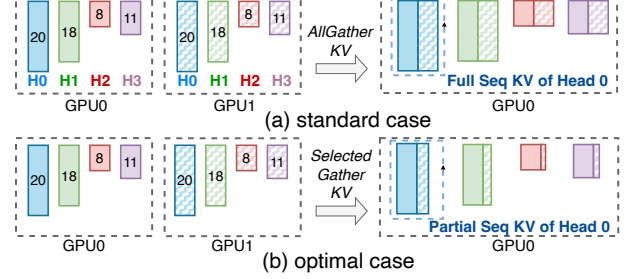 20 18 8 11 20 18 8 11 AllGather
KV
H0 H1 H2 H3 H0 H1 H2 H3 Full Seq KV of Head 0
GPU0 GPU1 GPU0
(a) standard case
20 18 8 11 20 18 8 11 Selected
Gather
KV
Partial Seq KV of Head 0
GPU0 GPU1 GPU0
(b) optimal case